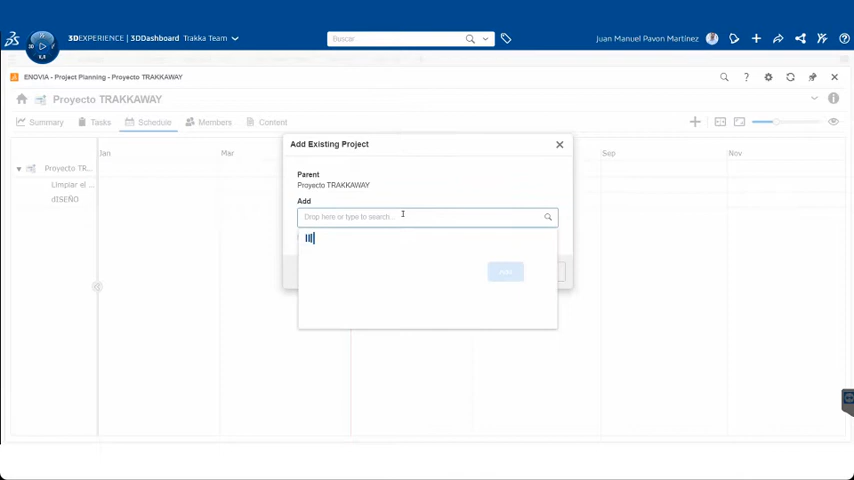 3DEXPERIENCE | 3DDashboard Trakka Team
Buscar
Juan Manuel Pavon Martínez
ENOVIA - Project Planning - Proyecto TRAKKAWAY
Proyecto TRAKKAWAY
Summary Tasks Schedule Members Content
Jan Mar Sep Nov
Proyecto TR...
Limpiar el ...
dISEÑO
Add Existing Project
Parent
Proyecto TRAKKAWAY
Add
Drop here or type to search...
Add